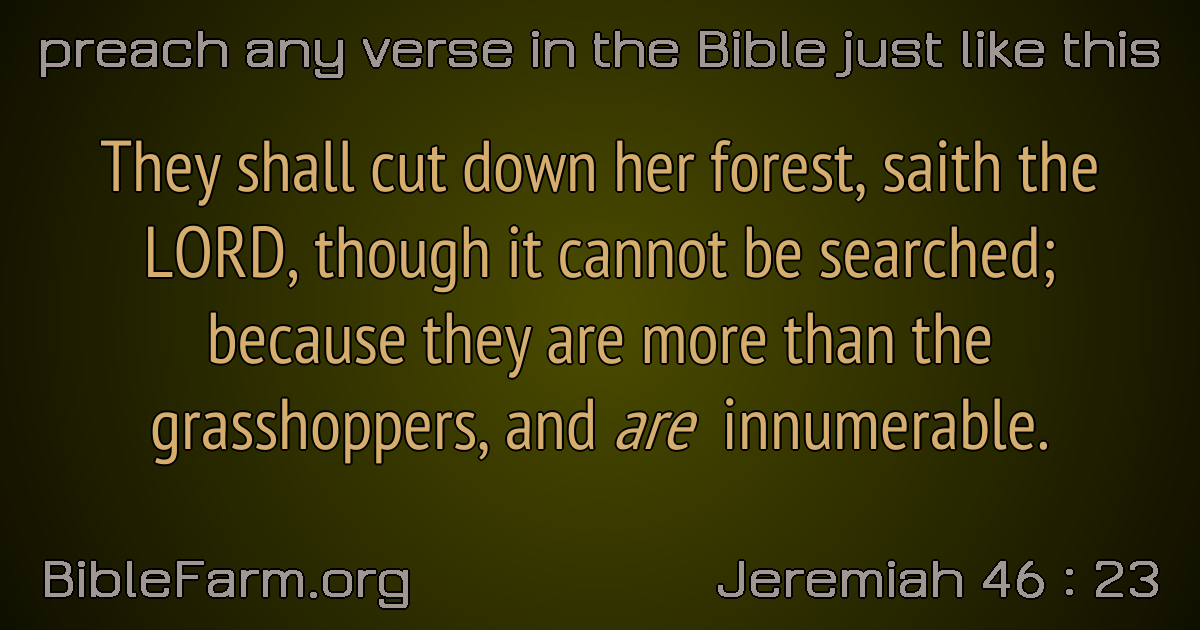 preach any verse in the Bible just like this
They shall cut down her forest, saith the
LORD, though it cannot be searched;
because they are more than the
grasshoppers, and are innumerable.
BibleFarm.org
Jeremiah 46 : 23